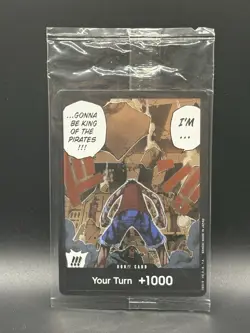 ...GONNA
BE KING
OF THE
PIRATES
!!!
I'M
...
!!!
DON!! CARD
Your Turn +1000